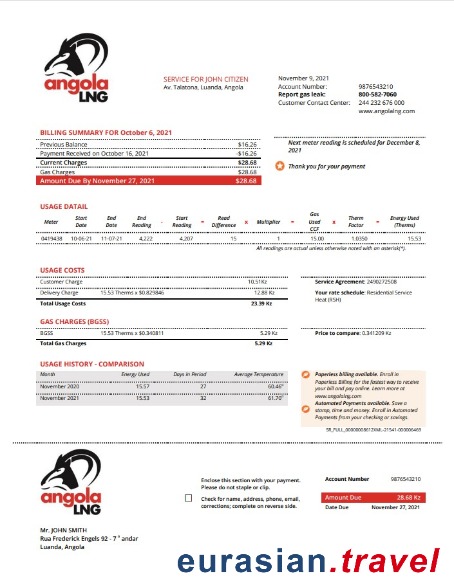 angola
LNG
SERVICE FOR JOHN CITIZEN
Av. Talatona, Luanda, Angola
November 9, 2021
Account Number: 9876543210
Report gas leak: 800-582-7060
Customer Contact Center: 244 232 676 000
www.angolng.com
BILLING SUMMARY FOR October 6, 2021
Previous Balance $16.26
Payment Received on October 16, 2021 -$16.26
Current Charges $28.68
Gas Charges $28.68
Amount Due By November 27, 2021 $28.68
Next meter reading is scheduled for December 8, 2021
Thank you for your payment
USAGE DATAIL
Meter Start Date End Date End Reading - Start Reading = Read Difference x Multiplier = Gas Used CCF x Therm Factor = Energy Used (Therms)
0419438 10-06-21 11-07-21 4,222 4,207 15 1 15.00 1.0350 15.53
All readings are actual unless otherwise noted with an asterisk(*).
USAGE COSTS
Customer Charge 10.51Kz
Delivery Charge 15.53 Therms x $0.829846 12.88 Kz
Total Usage Costs 23.39 Kz
Service Agreement: 2490272508
Your rate schedule: Residential Service
Heat (RSH)
GAS CHARGES (BGSS)
BGSS 15.53 Therms x $0.340811 5.29 Kz
Total Gas Charges 5.29 Kz
Price to compare: 0.341209 Kz
USAGE HISTORY - COMPARISON
Month Energy Used Days in Period Average Temperature
November 2020 15.57 27 60.46°
November 2021 15.53 32 61.70°
Paperless billing available. Enroll in
Paperless Billing for the fastest way to receive
your bill and pay online. Learn more at
www.angolng.com
Automated Payments available. Save a
stamp, time and money. Enroll in Automated
Payments from your checking or savings
angola
LNG
Enclose this section with your payment.
Please do not staple or clip.
Check for name, address, phone, email,
corrections; complete on reverse side.
Account Number 9876543210
Amount Due 28.68 Kz
Date Due November 27, 2021
Mr. JOHN SMITH
Rua Frederick Engels 92 - 7 º andar
Luanda, Angola
eurasian.travel